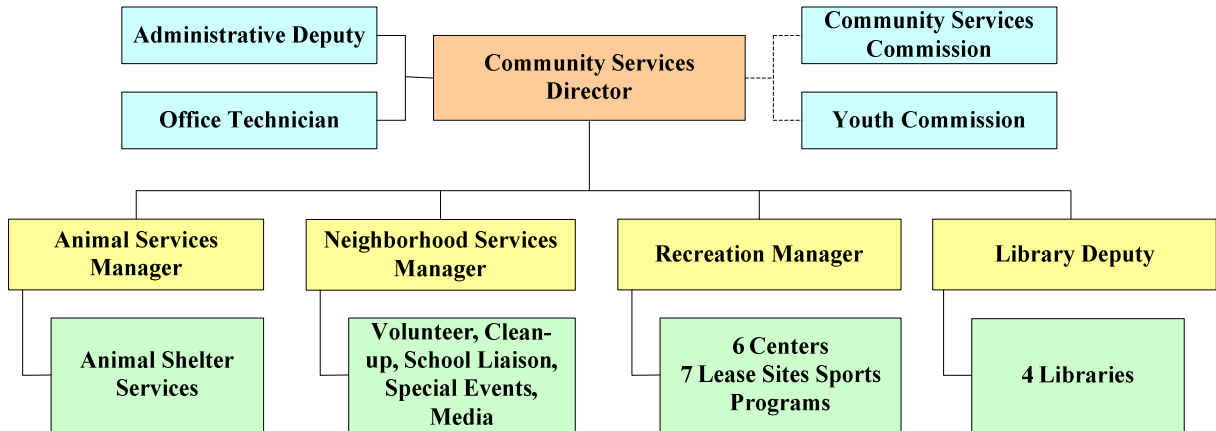 Administrative Deputy
Community Services
Director
Community Services
Commission
Office Technician
Youth Commission
Animal Services
Manager
Neighborhood Services
Manager
Recreation Manager
Library Deputy
Animal Shelter
Services
Volunteer, Clean-
up, School Liaison,
Special Events,
Media
6 Centers
7 Lease Sites Sports
Programs
4 Libraries